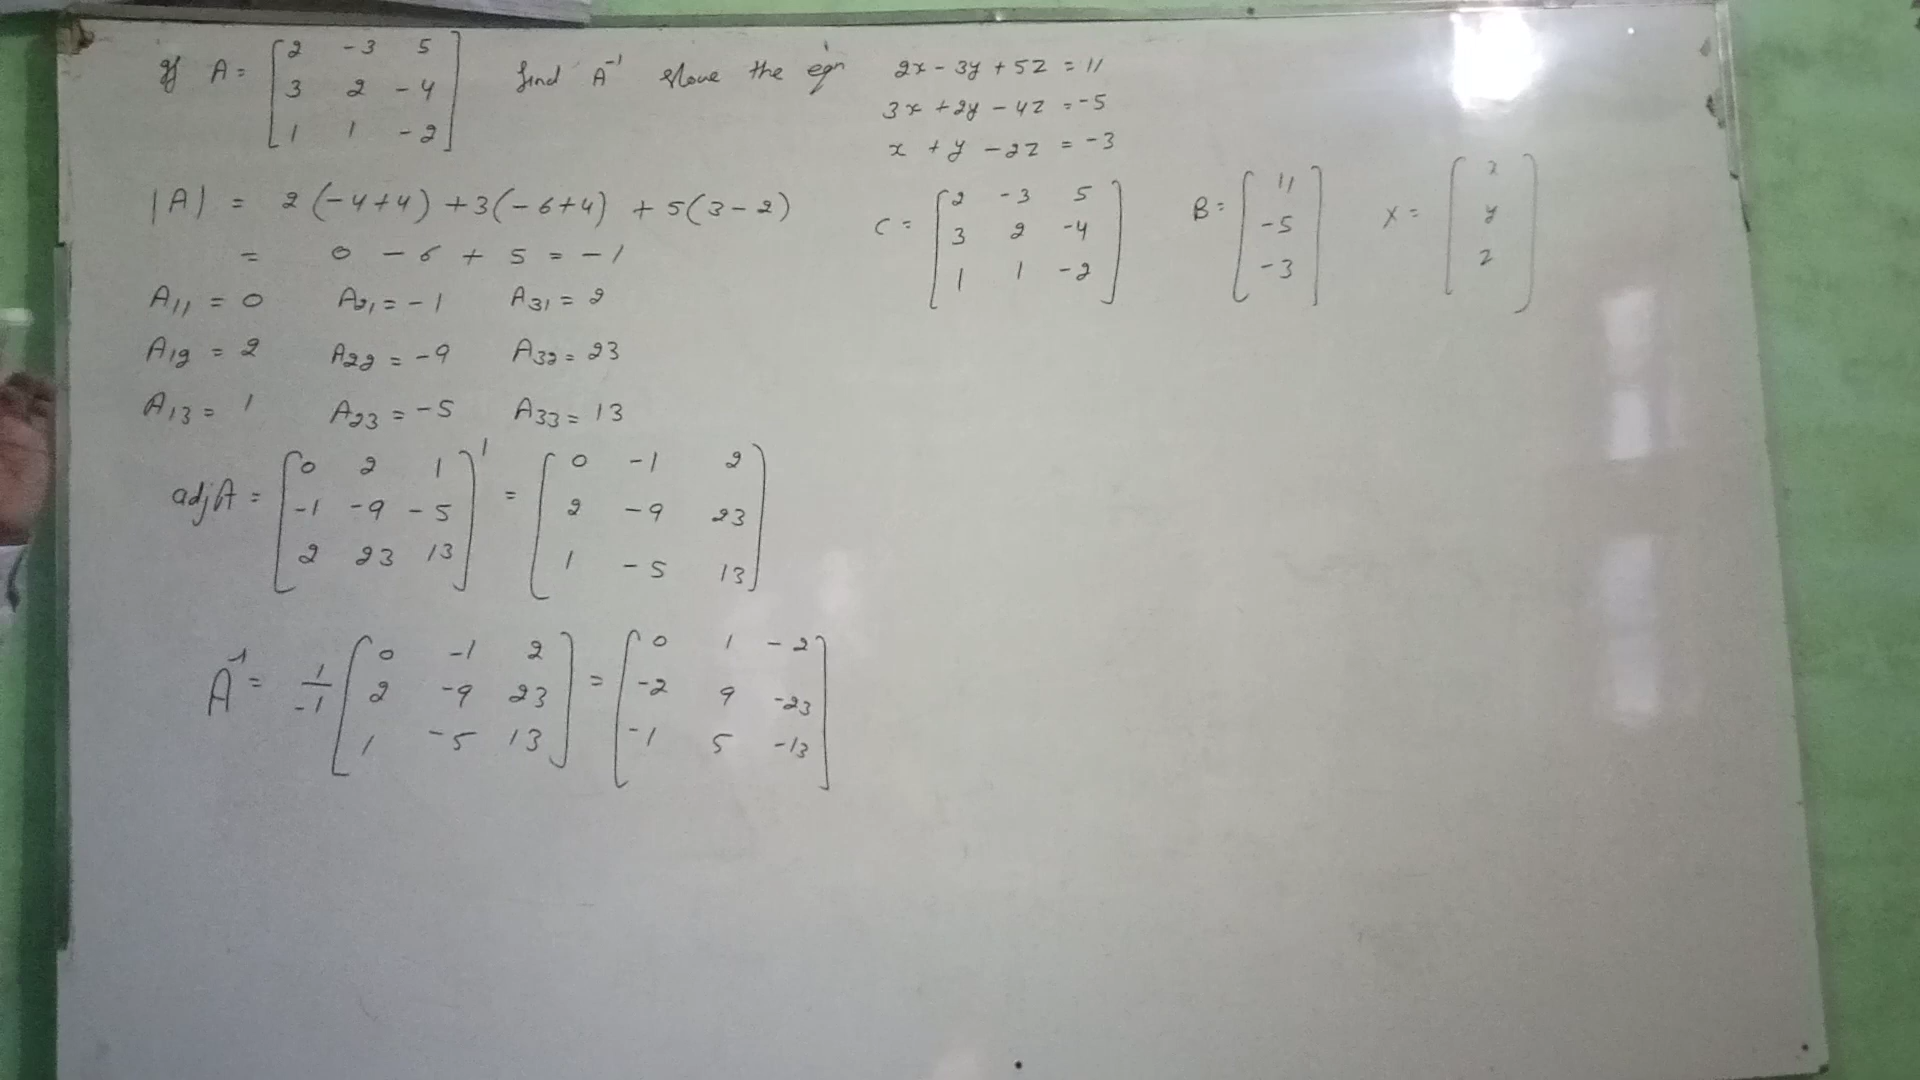 If A = [2 -3 5
3 2 -4
1 1 -2] find A⁻¹ slove the eqn 2x - 3y + 5z = 11
3x + 2y - 4z = -5
x + y - 2z = -3
|A| = 2(-4+4) + 3(-6+4) + 5(3-2)
= 0 - 6 + 5 = -1
A11 = 0 A21 = -1 A31 = 2
A12 = 2 A22 = -9 A32 = 23
A13 = 1 A23 = -5 A33 = 13
adjA = [0 2 1
-1 -9 -5
2 23 13]' = [0 -1 2
2 -9 23
1 -5 13]
A⁻¹ = 1/-1 [0 -1 2
2 -9 23
1 -5 13] = [0 1 -2
-2 9 -23
-1 5 -13]
C = [2 -3 5
3 2 -4
1 1 -2] B = [11
-5
-3] X = [x
y
z]